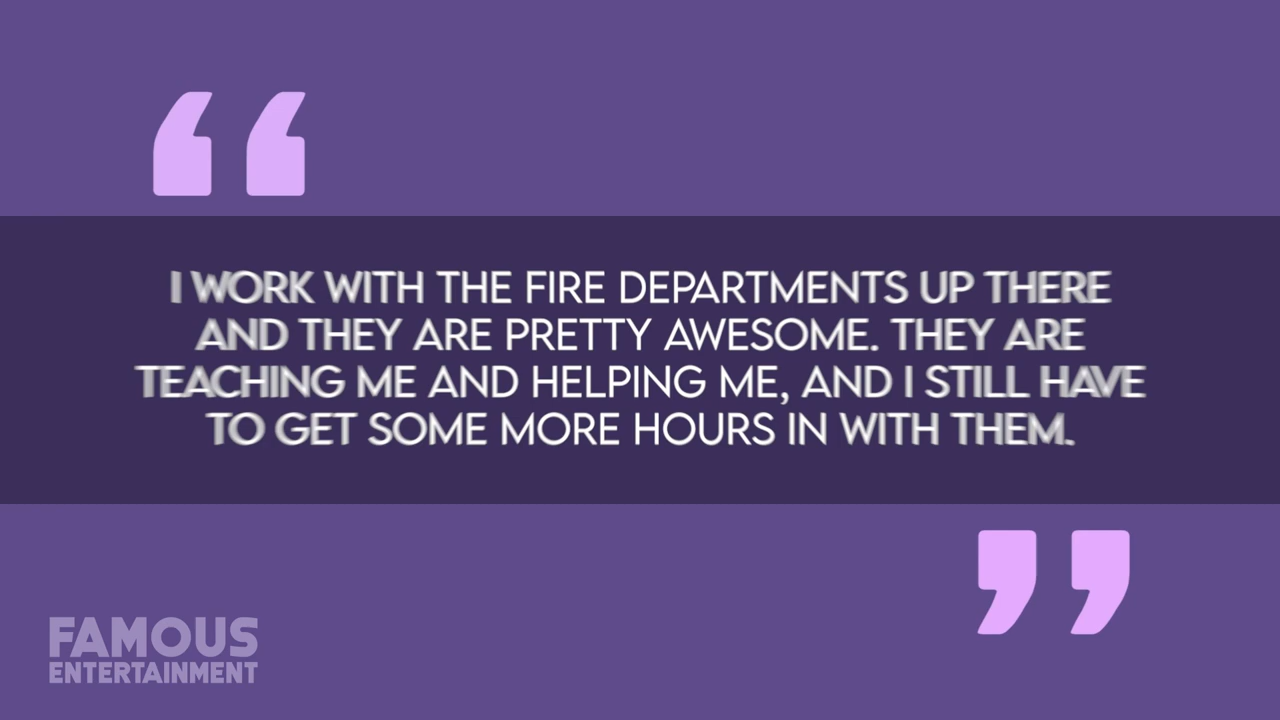 “
I WORK WITH THE FIRE DEPARTMENTS UP THERE
AND THEY ARE PRETTY AWESOME. THEY ARE
TEACHING ME AND HELPING ME, AND I STILL HAVE
TO GET SOME MORE HOURS IN WITH THEM.
”
FAMOUS
ENTERTAINMENT